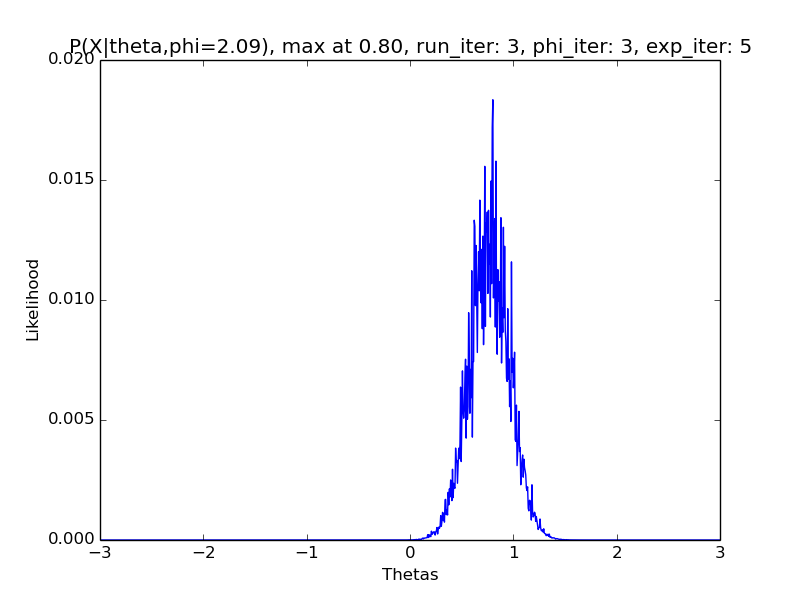 P(X|theta,phi=2.09), max at 0.80, run_iter: 3, phi_iter: 3, exp_iter: 5
0.020
0.015
0.010
0.005
0.000
Likelihood
−3 −2 −1 0 1 2 3
Thetas